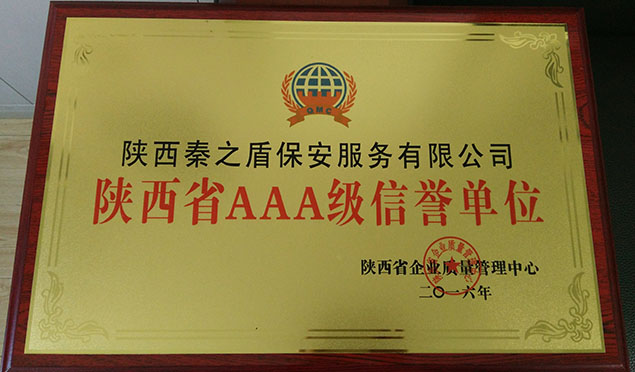 QMC
陕西秦之盾保安服务有限公司
陕西省AAA级信誉单位
陕西省企业质量管理中心
二〇一六年